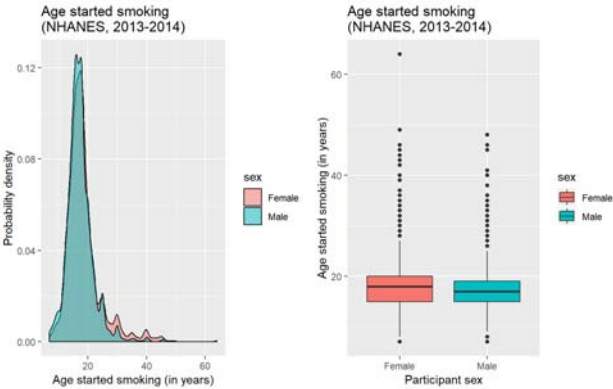 Age started smoking
(NHANES, 2013-2014)
0.12
0.08
0.04
0.00
Probability density
20
40
60
Age started smoking (in years)
sex
Female
Male
Age started smoking
(NHANES, 2013-2014)
60
40
20
Age started smoking (in years)
Female
Male
Participant sex
sex
Female
Male